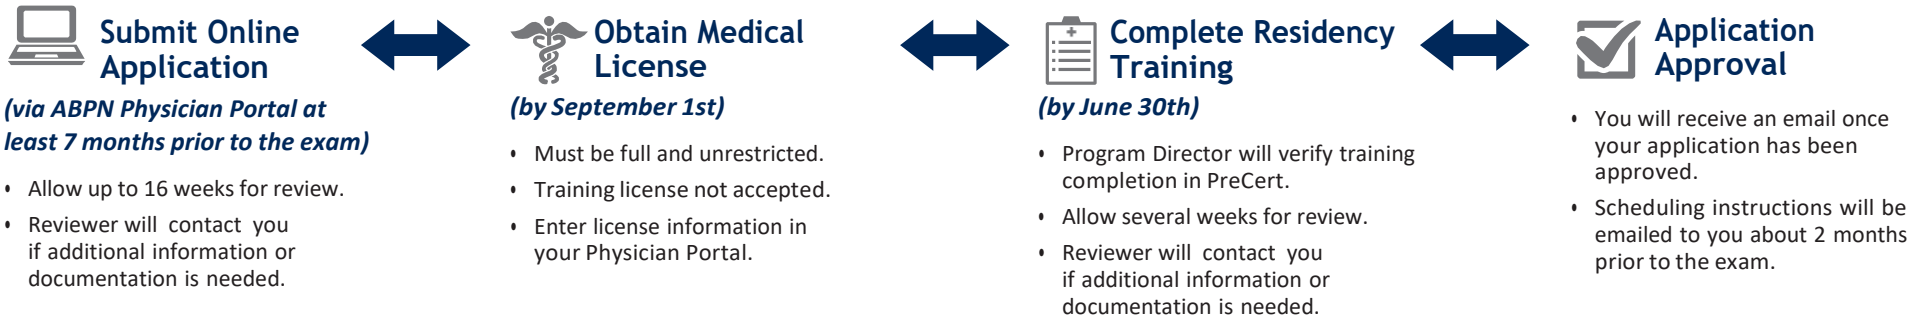 Submit Online
Application
(via ABPN Physician Portal at
least 7 months prior to the exam)
• Allow up to 16 weeks for review.
• Reviewer will contact you
if additional information or
documentation is needed.
Obtain Medical
License
(by September 1st)
• Must be full and unrestricted.
• Training license not accepted.
• Enter license information in
your Physician Portal.
Complete Residency
Training
(by June 30th)
• Program Director will verify training
completion in PreCert.
• Allow several weeks for review.
• Reviewer will contact you
if additional information or
documentation is needed.
Application
Approval
• You will receive an email once
your application has been
approved.
• Scheduling instructions will be
emailed to you about 2 months
prior to the exam.